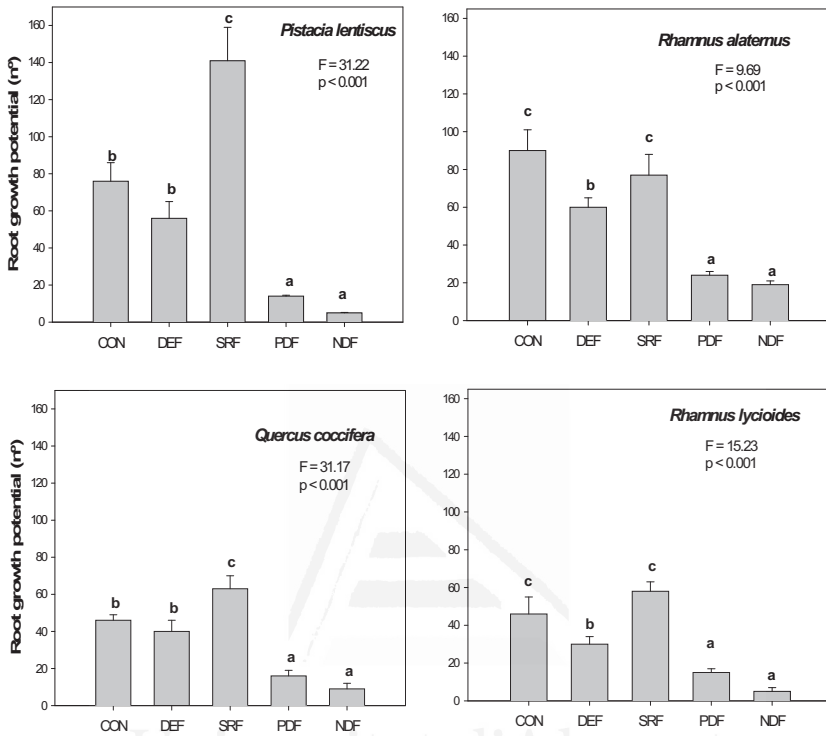 Pistacia lentiscus
F = 31.22
p < 0.001
Root growth potential (nº)
160
140
120
100
80
60
40
20
0
b
b
c
a
a
CON DEF SRF PDF NDF
Rhamnus alaternus
F = 9.69
p < 0.001
160
140
120
100
80
60
40
20
0
c
b
c
a
a
CON DEF SRF PDF NDF
Quercus coccifera
F = 31.17
p < 0.001
Root growth potential (nº)
160
140
120
100
80
60
40
20
0
b
b
c
a
a
CON DEF SRF PDF NDF
Rhamnus lycioides
F = 15.23
p < 0.001
160
140
120
100
80
60
40
20
0
c
b
c
a
a
CON DEF SRF PDF NDF